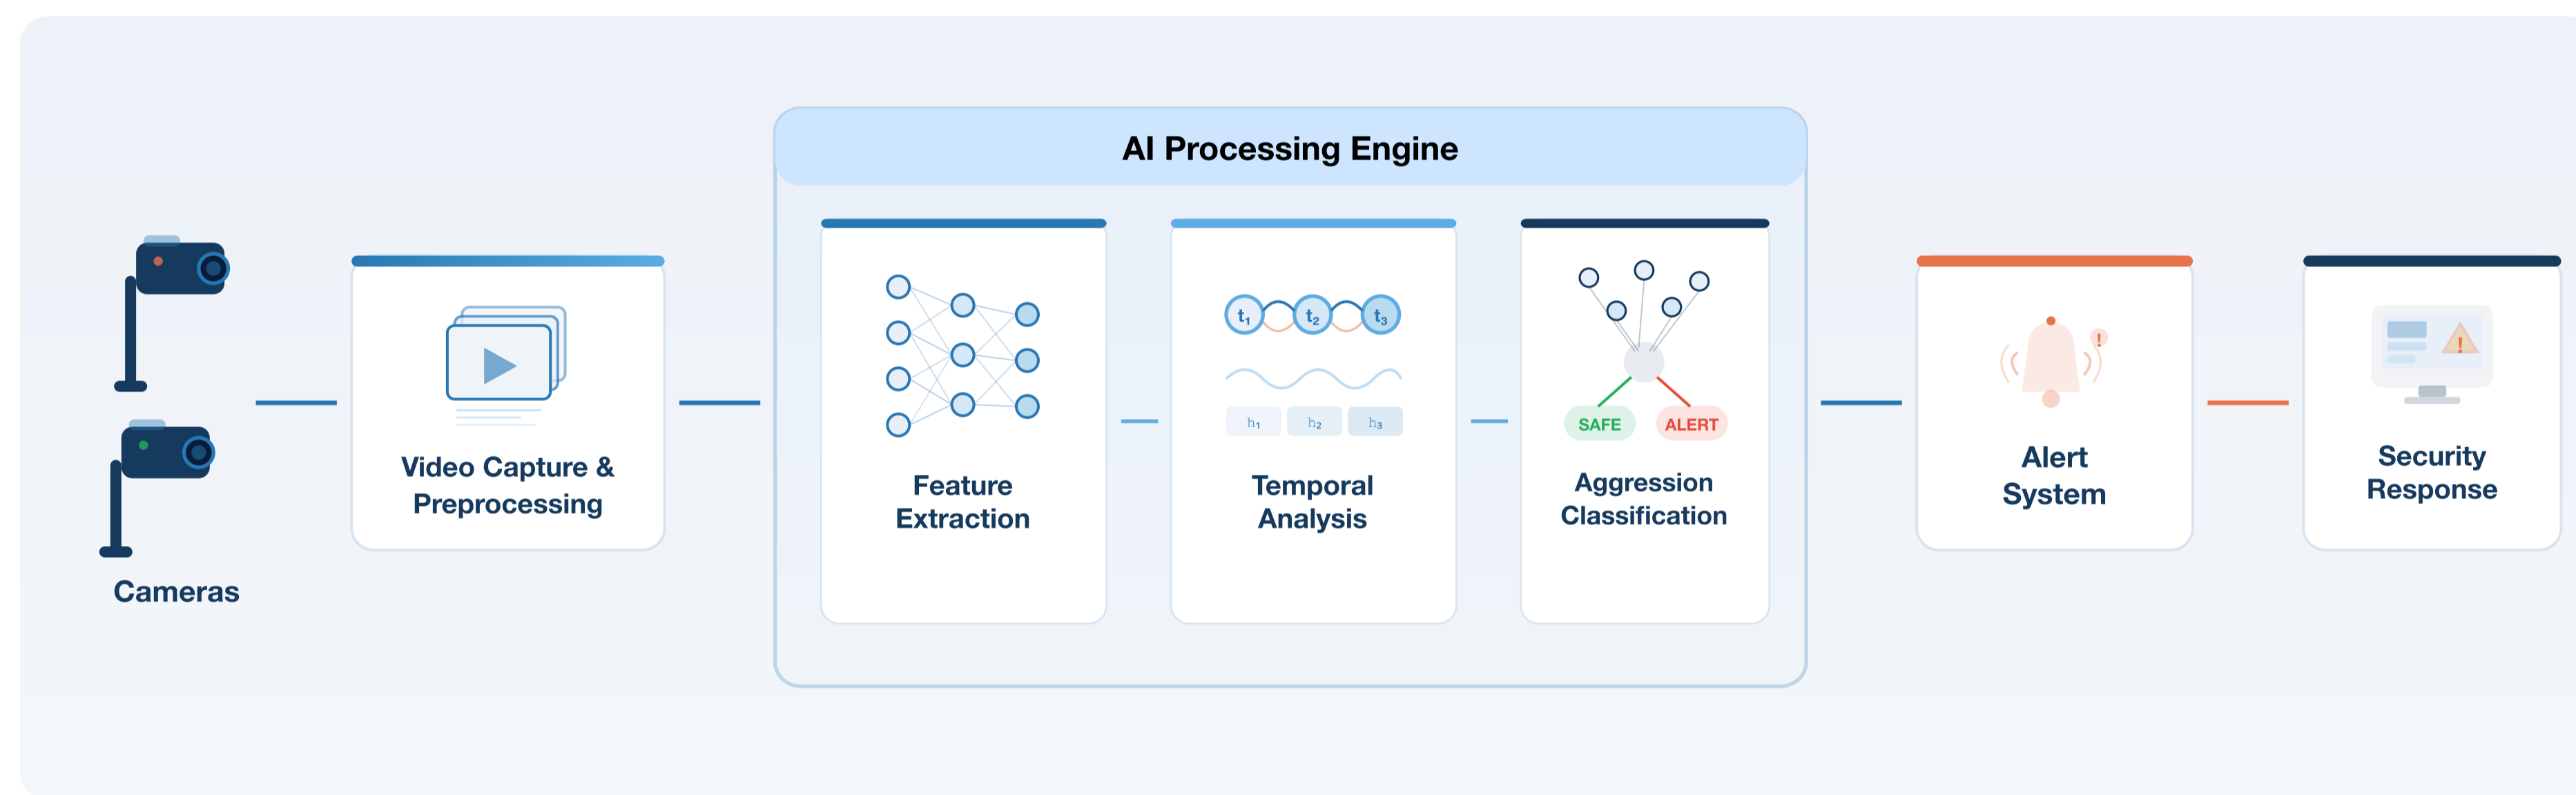 AI Processing Engine
Cameras
Video Capture &
Preprocessing
Feature
Extraction
t₁ t₂ t₃
h₁ h₂ h₃
Temporal
Analysis
SAFE ALERT
Aggression
Classification
!
Alert
System
!
Security
Response